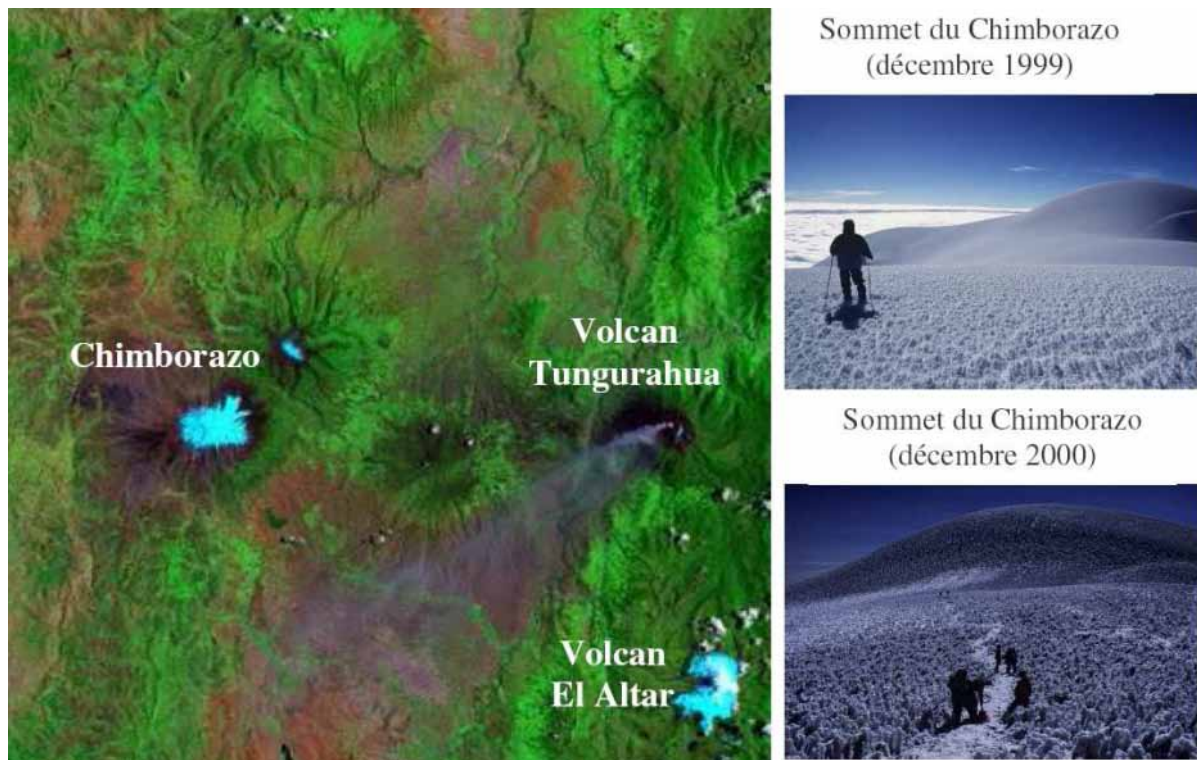 Chimborazo
Volcan
Tungurahua
Volcan
El Altar
Sommet du Chimborazo
(décembre 1999)
Sommet du Chimborazo
(décembre 2000)